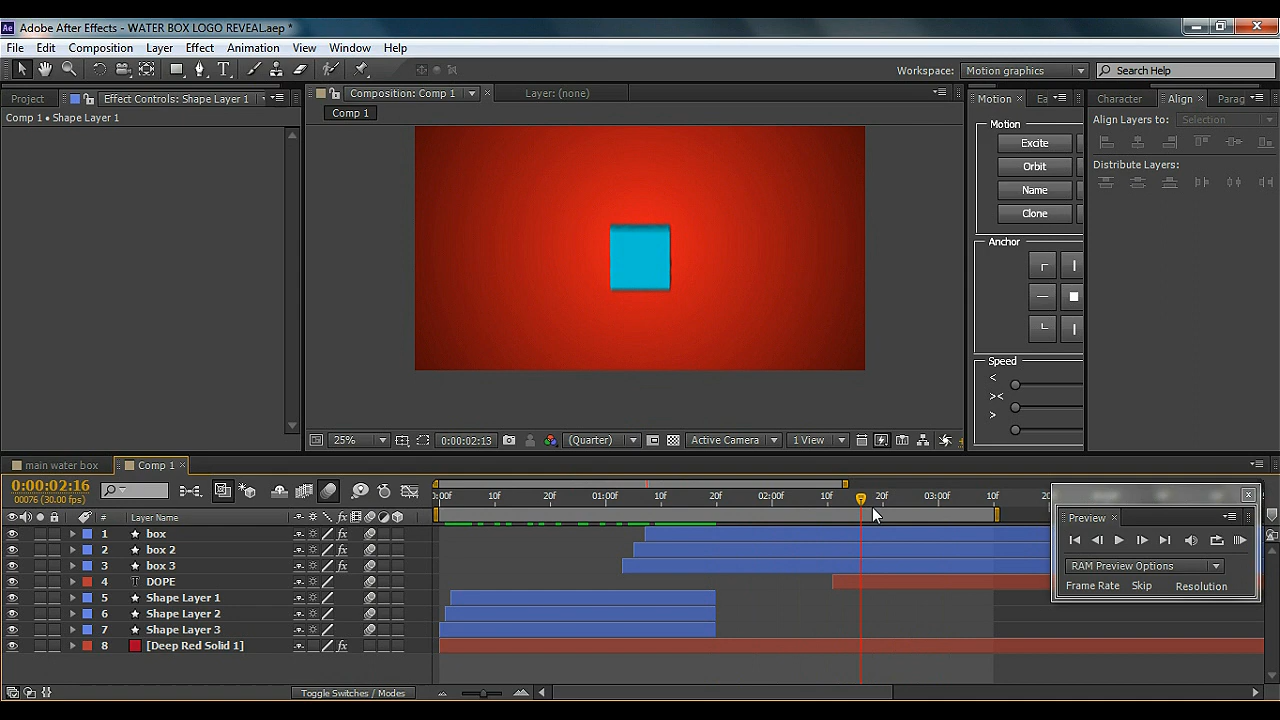 Ae Adobe After Effects - WATER BOX LOGO REVEAL.aep *
File Edit Composition Layer Effect Animation View Window Help
T Workspace: Motion graphics Search Help
Project Effect Controls: Shape Layer 1 Composition: Comp 1 Layer: (none) Motion Ea Character Align Parag
Comp 1 • Shape Layer 1 Comp 1
Align Layers to: Selection
Motion
Excite
Orbit
Name
Clone
Distribute Layers:
Anchor
Speed
<
><
>
25% 0:00:02:13 (Quarter) Active Camera 1 View
main water box Comp 1
0:00:02:16
00076 (30.00 fps)
0:00f 10f 20f 01:00f 10f 20f 02:00f 10f 20f 03:00f 10f
# Layer Name fx
1 box fx
2 box 2 fx
3 box 3 fx
4 T DOPE
5 Shape Layer 1
6 Shape Layer 2
7 Shape Layer 3
8 [Deep Red Solid 1] fx
Preview
RAM Preview Options
Frame Rate Skip Resolution
Toggle Switches / Modes